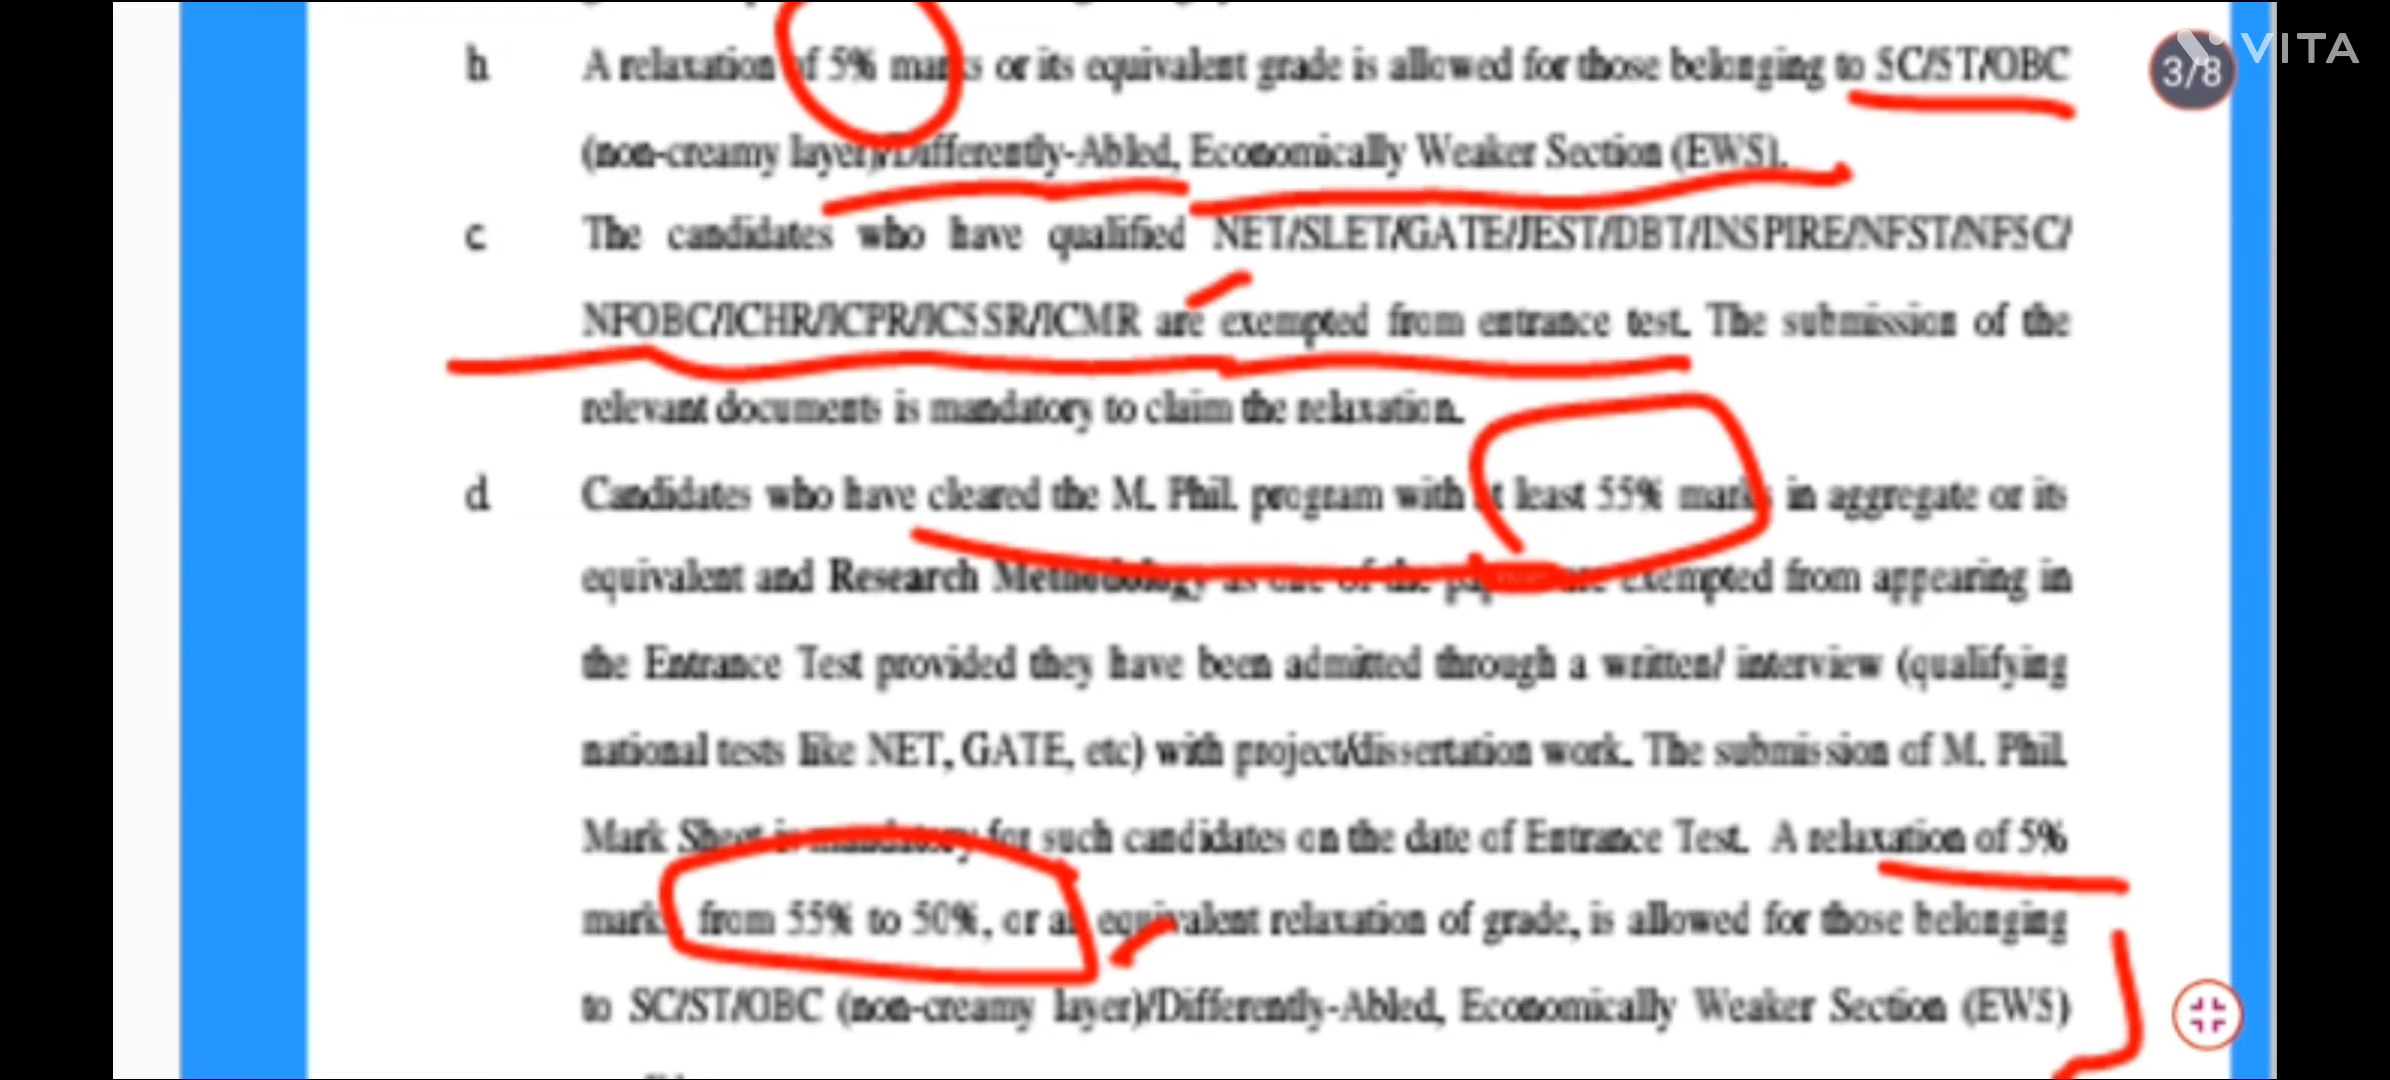 b A relaxation of 5% marks or its equivalent grade is allowed for those belonging to SC/ST/OBC
3/8
VITA
(non-creamy layer)/Differently-Abled, Economically Weaker Section (EWS).
c The candidates who have qualified NET/SLET/GATE/JEST/DBT/INSPIRE/NFST/NFSC/
NFOBC/ICHR/ICPR/ICSSR/ICMR are exempted from entrance test. The submission of the
relevant documents is mandatory to claim the relaxation.
d Candidates who have cleared the M. Phil. program with at least 55% marks in aggregate or its
equivalent and Research Methodology as one of the exempted from appearing in
the Entrance Test provided they have been admitted through a written/ interview (qualifying
national tests like NET, GATE, etc) with project/dissertation work. The submission of M. Phil.
Mark Sheet is mandatory for such candidates on the date of Entrance Test. A relaxation of 5%
marks, from 55% to 50%, or an equivalent relaxation of grade, is allowed for those belonging
to SC/ST/OBC (non-creamy layer)/Differently-Abled, Economically Weaker Section (EWS)